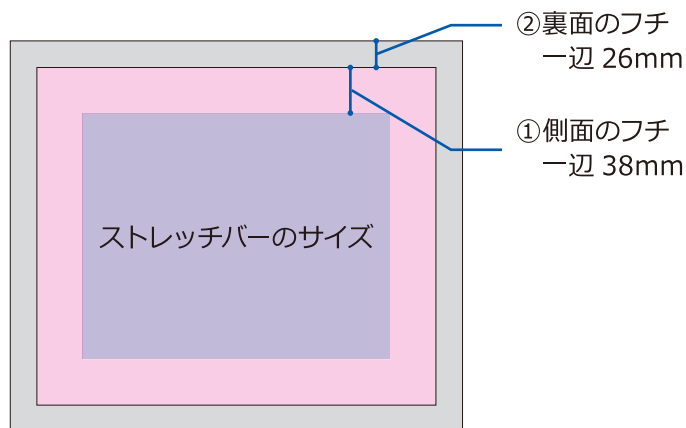 ②裏面のフチ
一辺 26mm
①側面のフチ
一辺 38mm
ストレッチバーのサイズ